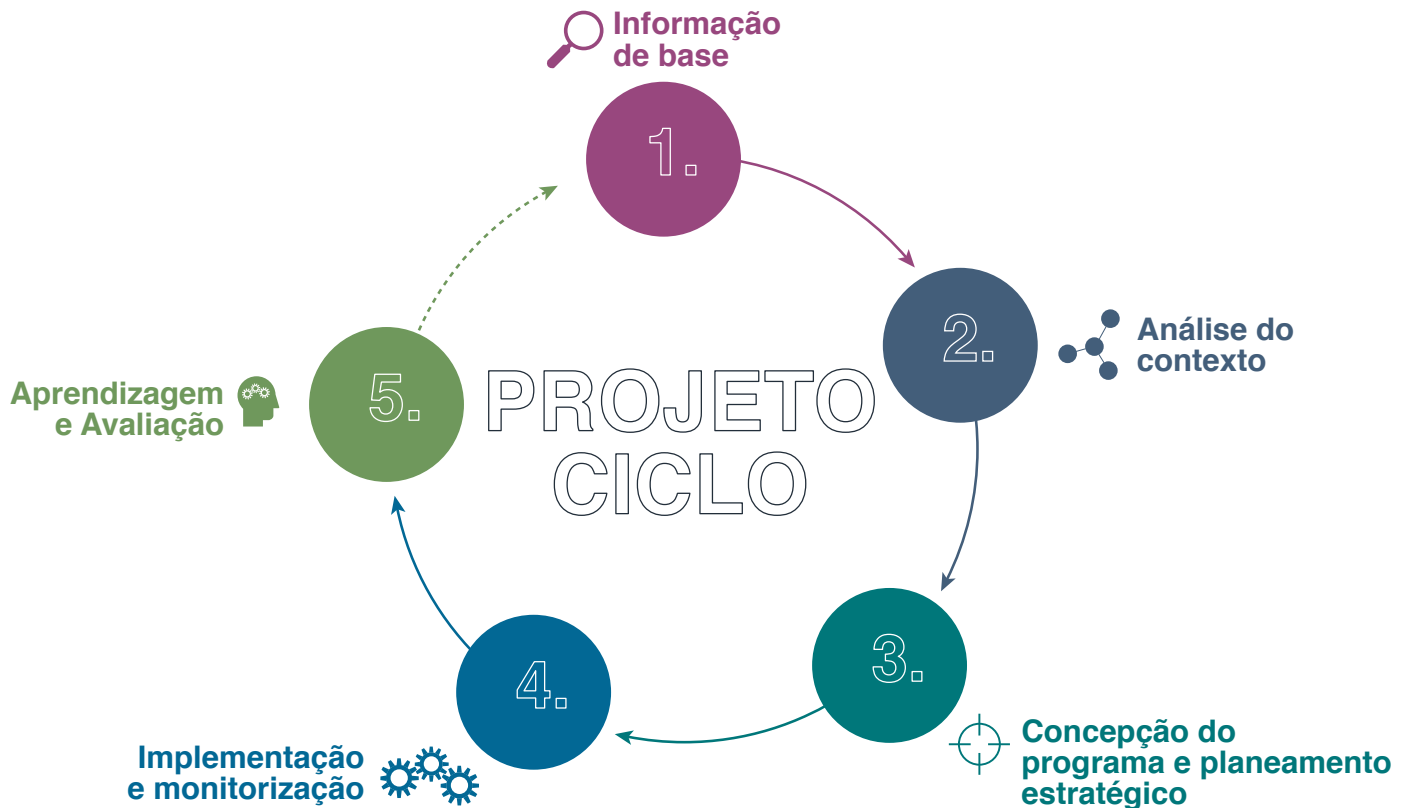 Informação
de base
1.
2.
Análise do
contexto
3.
Concepção do
programa e planeamento
estratégico
4.
Implementação
e monitorização
5.
Aprendizagem
e Avaliação
PROJETO
CICLO